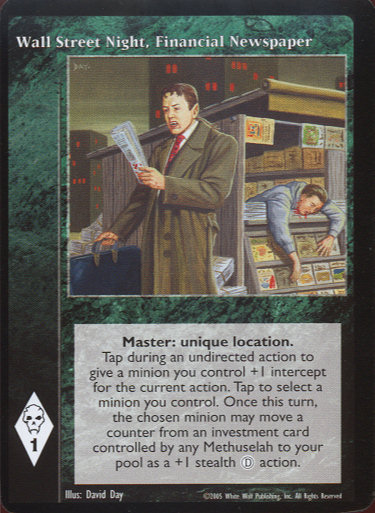 Wall Street Night, Financial Newspaper
Master: unique location.
Tap during an undirected action to
give a minion you control +1 intercept
for the current action. Tap to select a
minion you control. Once this turn,
the chosen minion may move a
counter from an investment card
controlled by any Methuselah to your
pool as a +1 stealth Ⓓ action.
1
Illus: David Day
©2005 White Wolf Publishing, Inc. All Rights Reserved